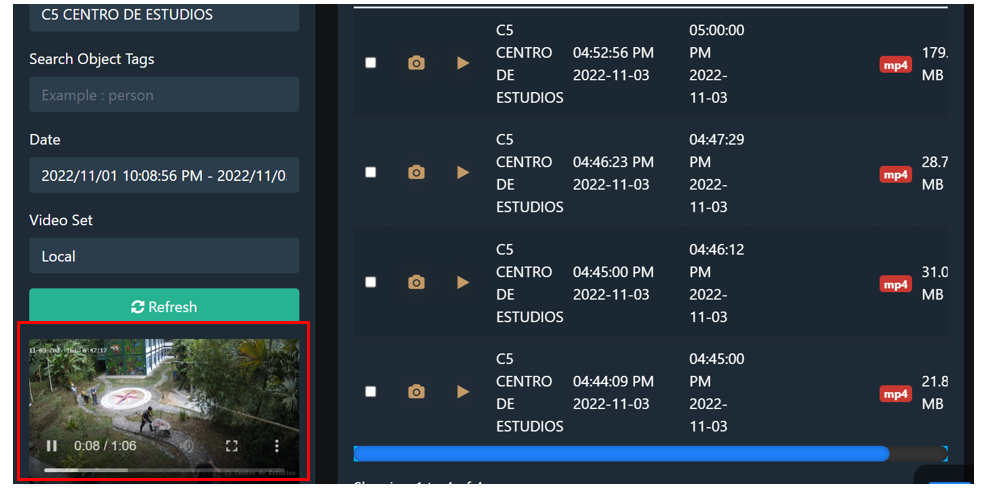 C5 CENTRO DE ESTUDIOS
Search Object Tags
Example : person
Date
2022/11/01 10:08:56 PM - 2022/11/0
Video Set
Local
Refresh
0:08 / 1:06
C5 Centro de Estudios
C5
CENTRO
DE
ESTUDIOS
04:52:56 PM
2022-11-03
05:00:00
PM
2022-
11-03
mp4
179.
MB
C5
CENTRO
DE
ESTUDIOS
04:46:23 PM
2022-11-03
04:47:29
PM
2022-
11-03
mp4
28.7
MB
C5
CENTRO
DE
ESTUDIOS
04:45:00 PM
2022-11-03
04:46:12
PM
2022-
11-03
mp4
31.0
MB
C5
CENTRO
DE
ESTUDIOS
04:44:09 PM
2022-11-03
04:45:00
PM
2022-
11-03
mp4
21.8
MB